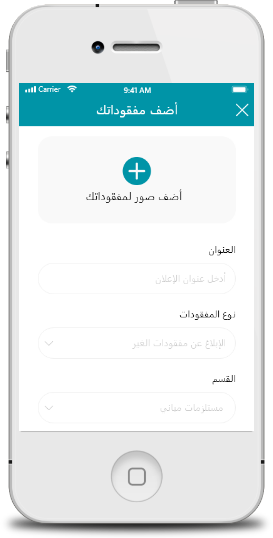 Carrier 9:41 AM
أضف مفقوداتك
أضف صور لمفقوداتك
العنوان
أدخل عنوان الإعلان
نوع المفقودات
الإبلاغ عن مفقودات الغير
القسم
مستلزمات مباني